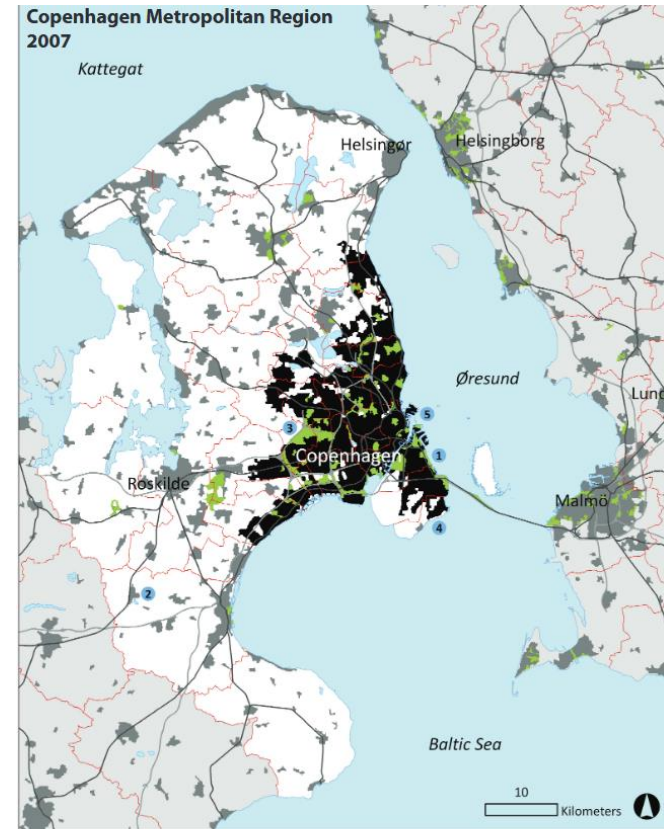 Copenhagen Metropolitan Region
2007
Kattegat
Helsingør
Helsingborg
Øresund
Lund
5
3
Copenhagen
1
Roskilde
Malmö
4
2
Baltic Sea
10
Kilometers